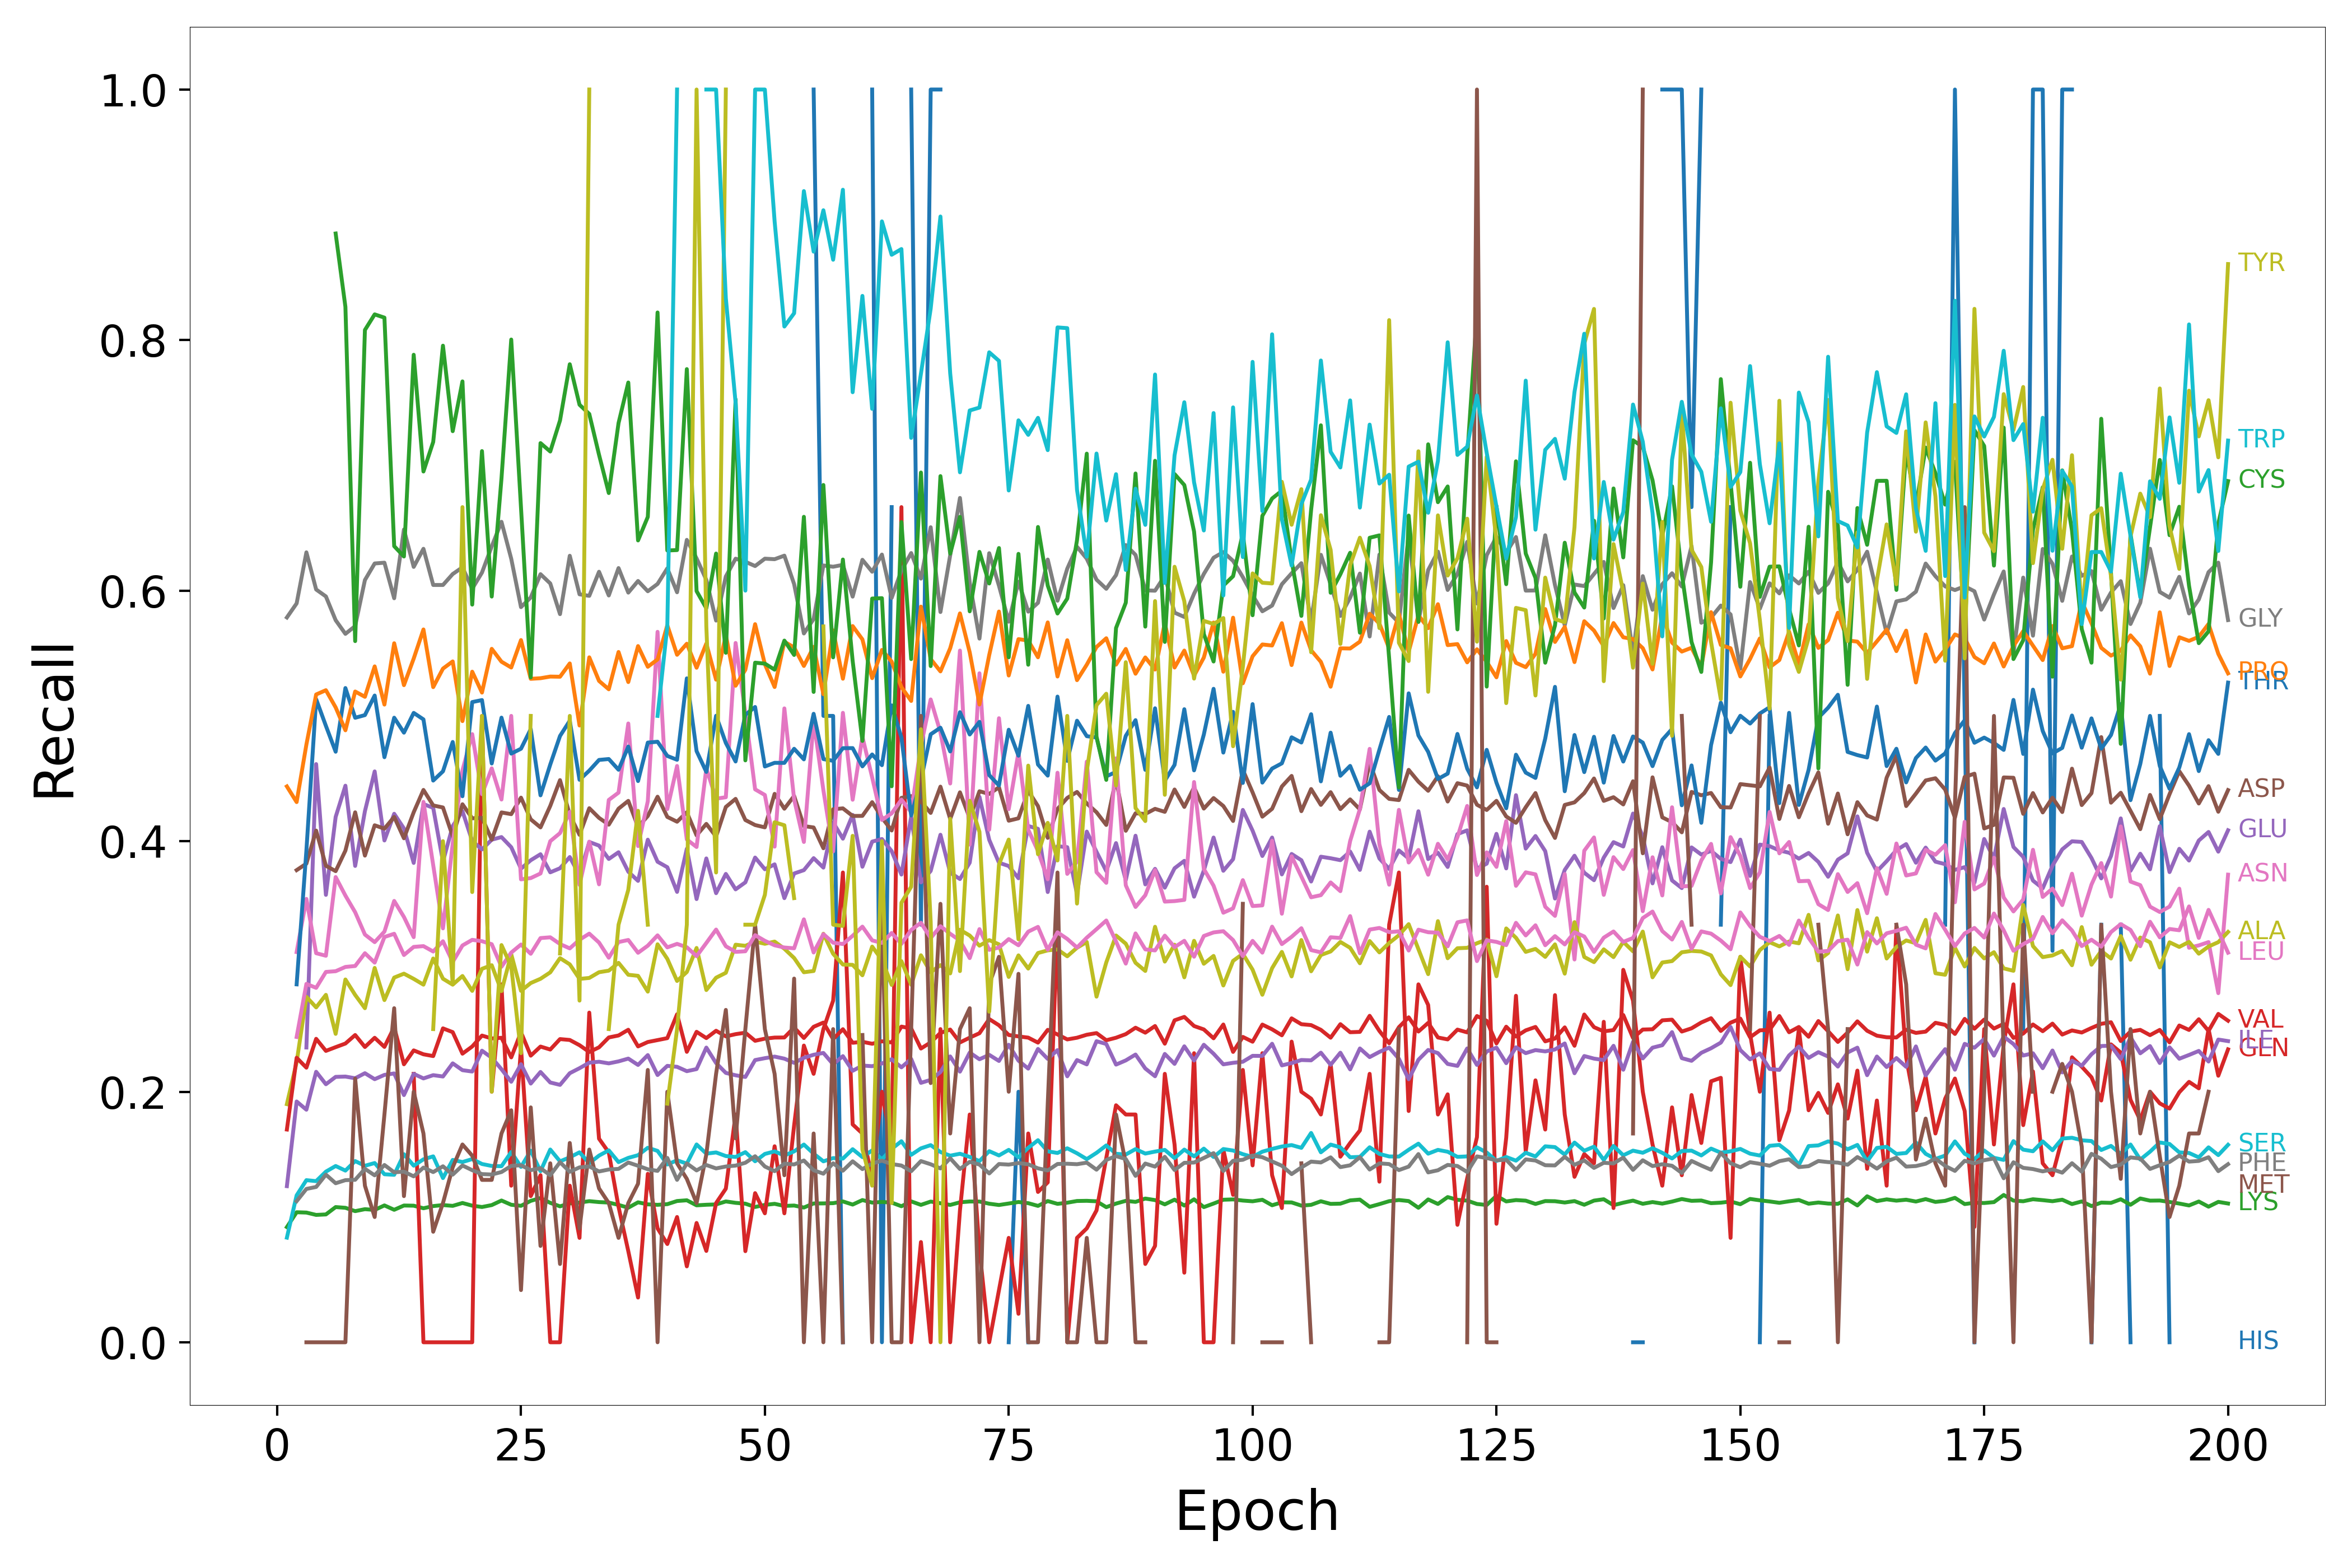 1.0
0.8
0.6
0.4
0.2
0.0
Recall
0
25
50
75
100
125
150
175
200
Epoch
TYR
TRP
CYS
GLY
PRO
THR
ASP
GLU
ASN
ALA
LEU
VAL
ILE
SER
PHE
MET
LYS
HIS